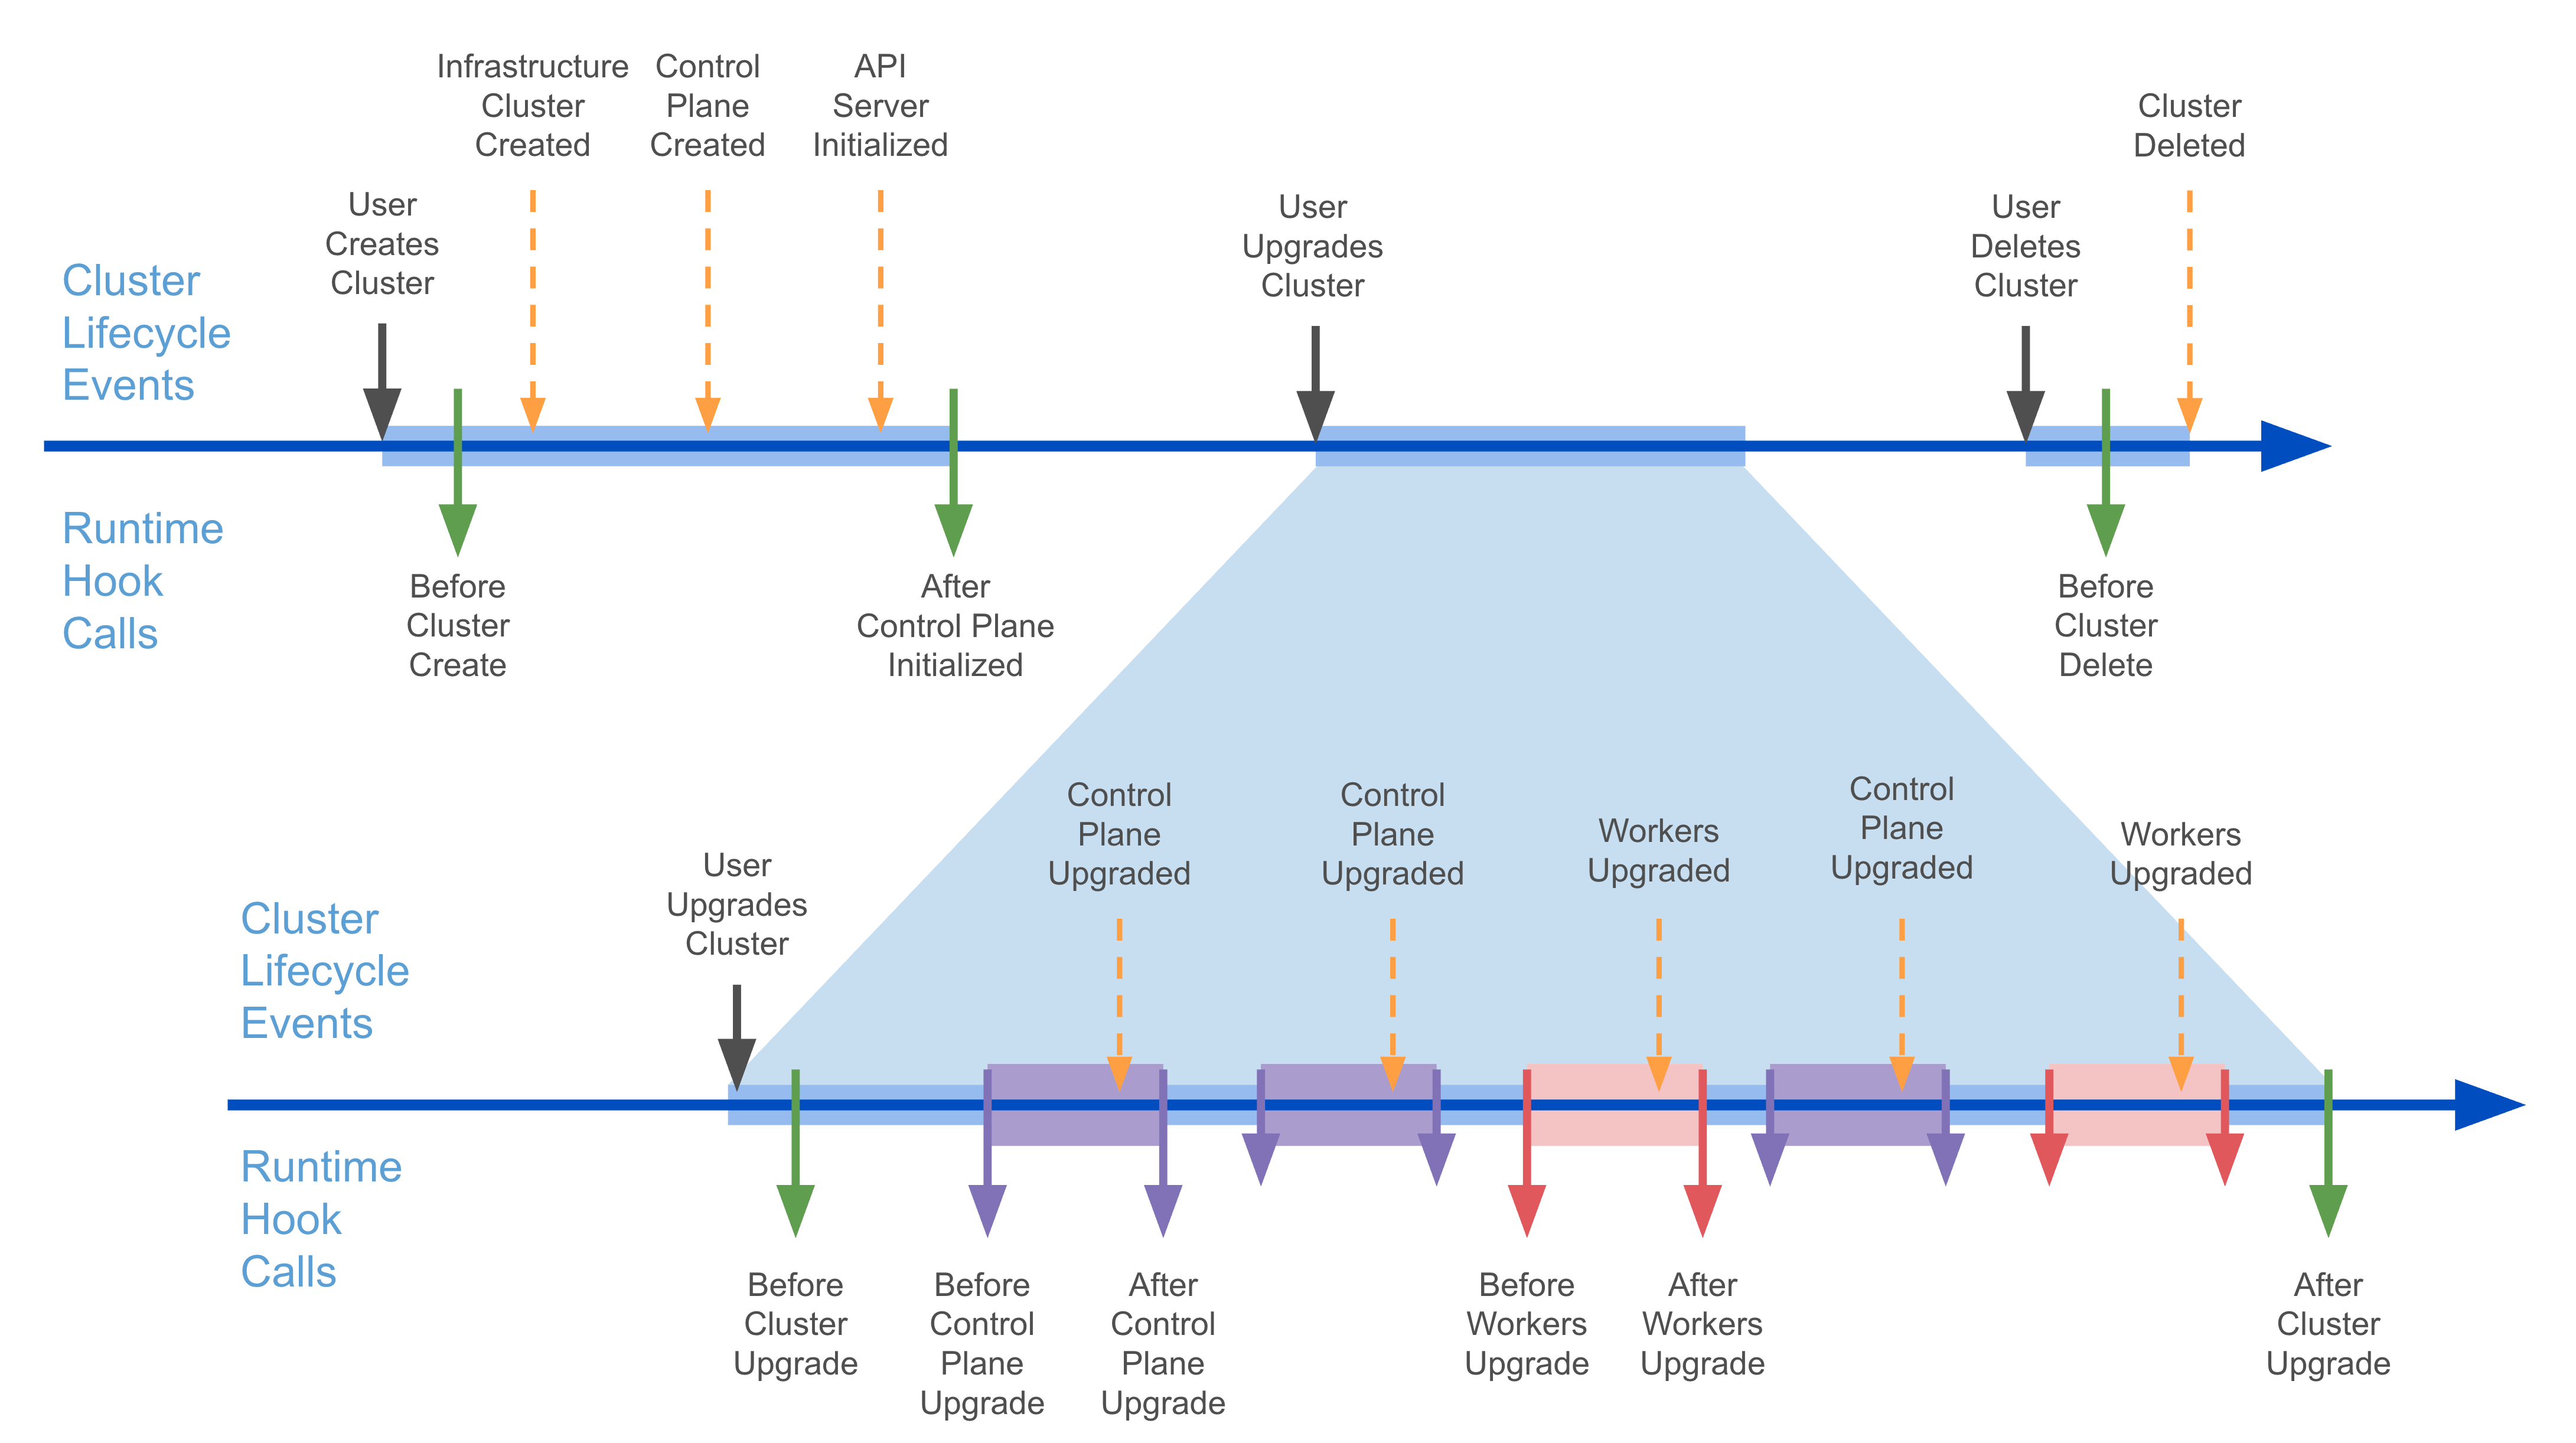 Infrastructure
Cluster
Created
Control
Plane
Created
API
Server
Initialized
Cluster
Deleted
User
Creates
Cluster
User
Upgrades
Cluster
User
Deletes
Cluster
Cluster
Lifecycle
Events
Runtime
Hook
Calls
Before
Cluster
Create
After
Control Plane
Initialized
Before
Cluster
Delete
Control
Plane
Upgraded
Control
Plane
Upgraded
Workers
Upgraded
Control
Plane
Upgraded
Workers
Upgraded
User
Upgrades
Cluster
Cluster
Lifecycle
Events
Runtime
Hook
Calls
Before
Cluster
Upgrade
Before
Control
Plane
Upgrade
After
Control
Plane
Upgrade
Before
Workers
Upgrade
After
Workers
Upgrade
After
Cluster
Upgrade